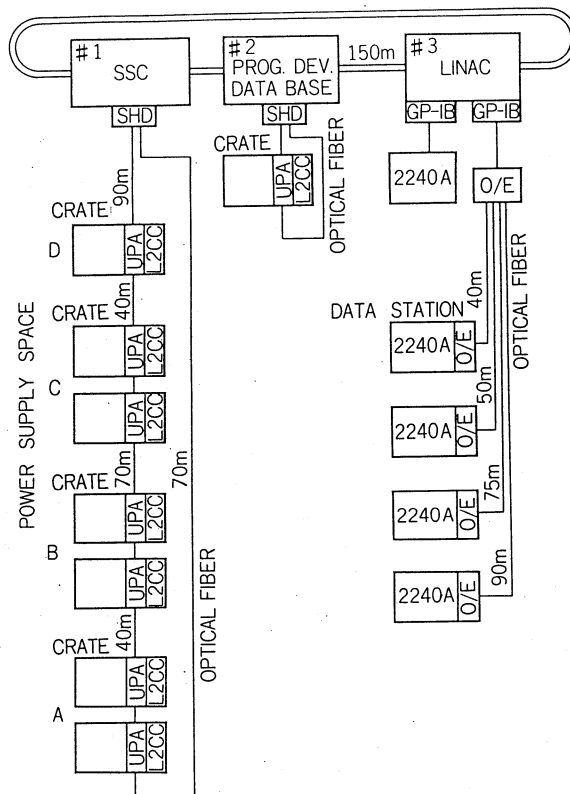 #1
SSC
SHD
#2
PROG. DEV.
DATA BASE
SHD
150m
#3
LINAC
GP-IB
GP-IB
CRATE
UPA
L2CC
OPTICAL FIBER
2240A
O/E
90m
CRATE
D
UPA
L2CC
40m
CRATE
UPA
L2CC
C
UPA
L2CC
70m
CRATE
UPA
L2CC
B
UPA
L2CC
40m
CRATE
UPA
L2CC
A
UPA
L2CC
POWER SUPPLY SPACE
70m
OPTICAL FIBER
DATA STATION
40m
2240A
O/E
50m
2240A
O/E
75m
2240A
O/E
90m
2240A
O/E
OPTICAL FIBER